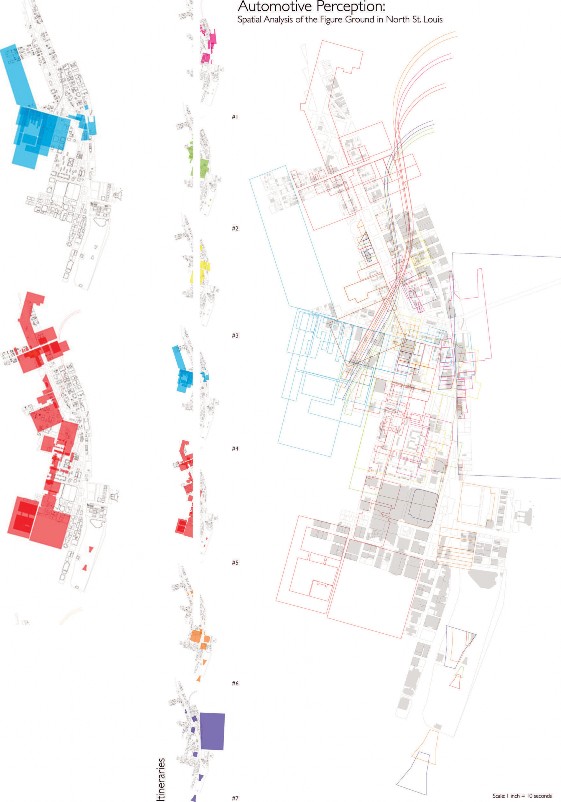 Automotive Perception:
Spatial Analysis of the Figure Ground in North St. Louis
#1
#2
#3
#4
#5
#6
#7
Itineraries
Scale: 1 inch = 10 seconds